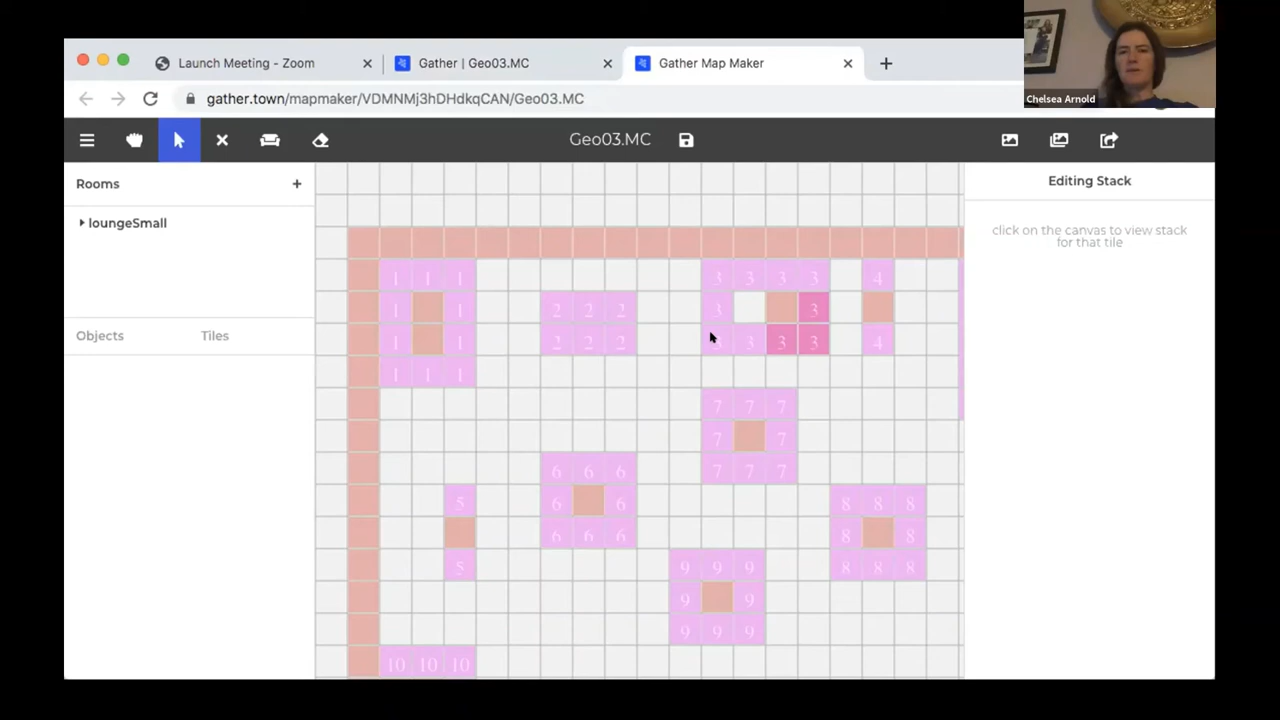 Chelsea Arnold
Launch Meeting - Zoom
Gather | Geo03.MC
Gather Map Maker
gather.town/mapmaker/VDMNMj3hDHdkqCAN/Geo03.MC
Geo03.MC
Rooms
Editing Stack
loungeSmall
click on the canvas to view stack
for that tile
Objects
Tiles
1 1 1 3 3 3 3 4
1 1 2 2 2 3 3
1 1 2 2 2 3 3 3 3 4
1 1 1
7 7 7
7 7
6 6 6 7 7 7
5 6 6 8 8 8
6 6 6 8 8
5 9 9 9 8 8 8
9 9
9 9 9
10 10 10